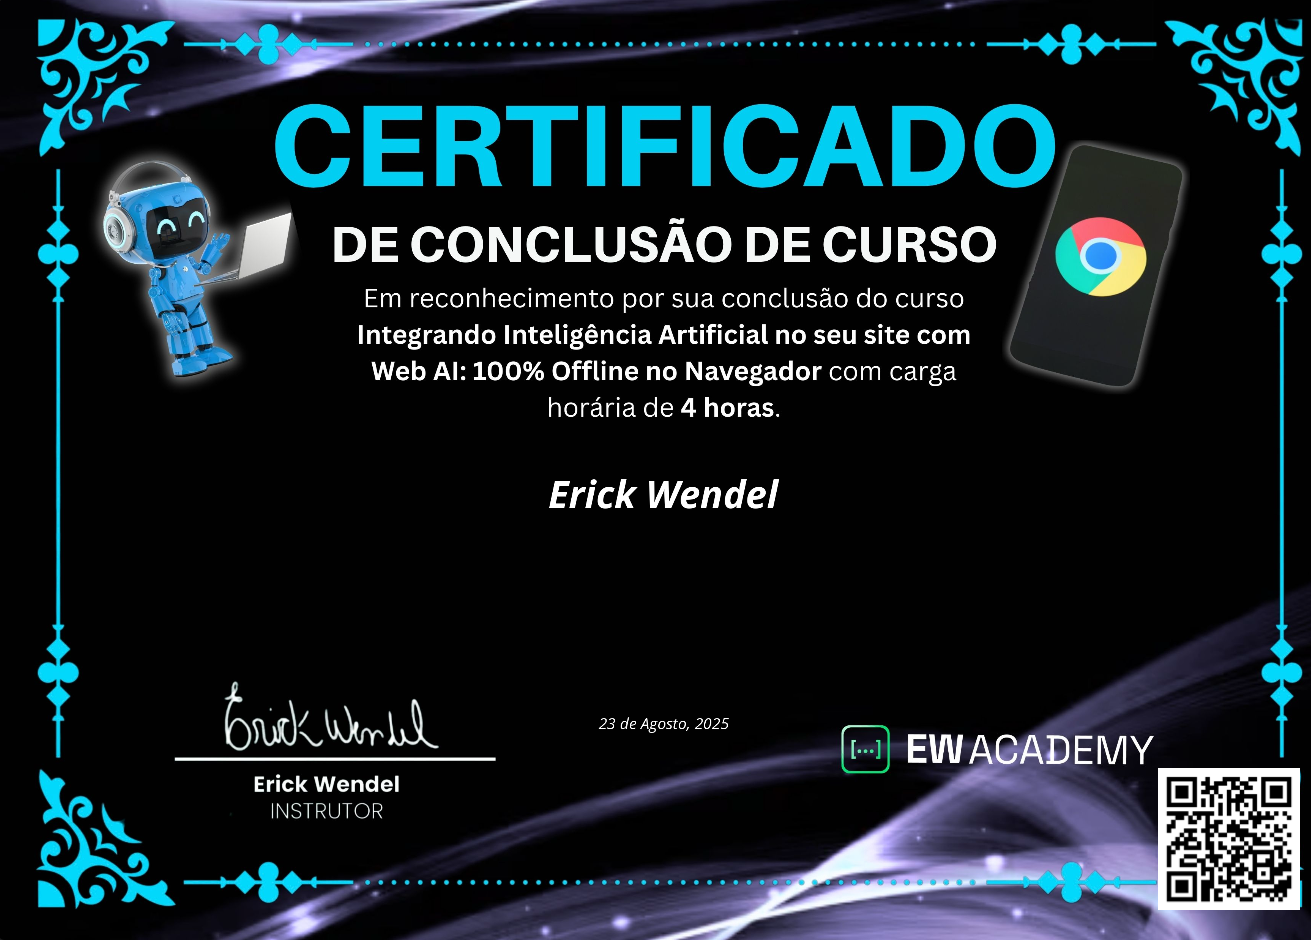 CERTIFICADO
DE CONCLUSÃO DE CURSO
Em reconhecimento por sua conclusão do curso
Integrando Inteligência Artificial no seu site com
Web AI: 100% Offline no Navegador com carga
horária de 4 horas.
Erick Wendel
Erick Wendel
Erick Wendel
INSTRUTOR
23 de Agosto, 2025
[...] EW ACADEMY